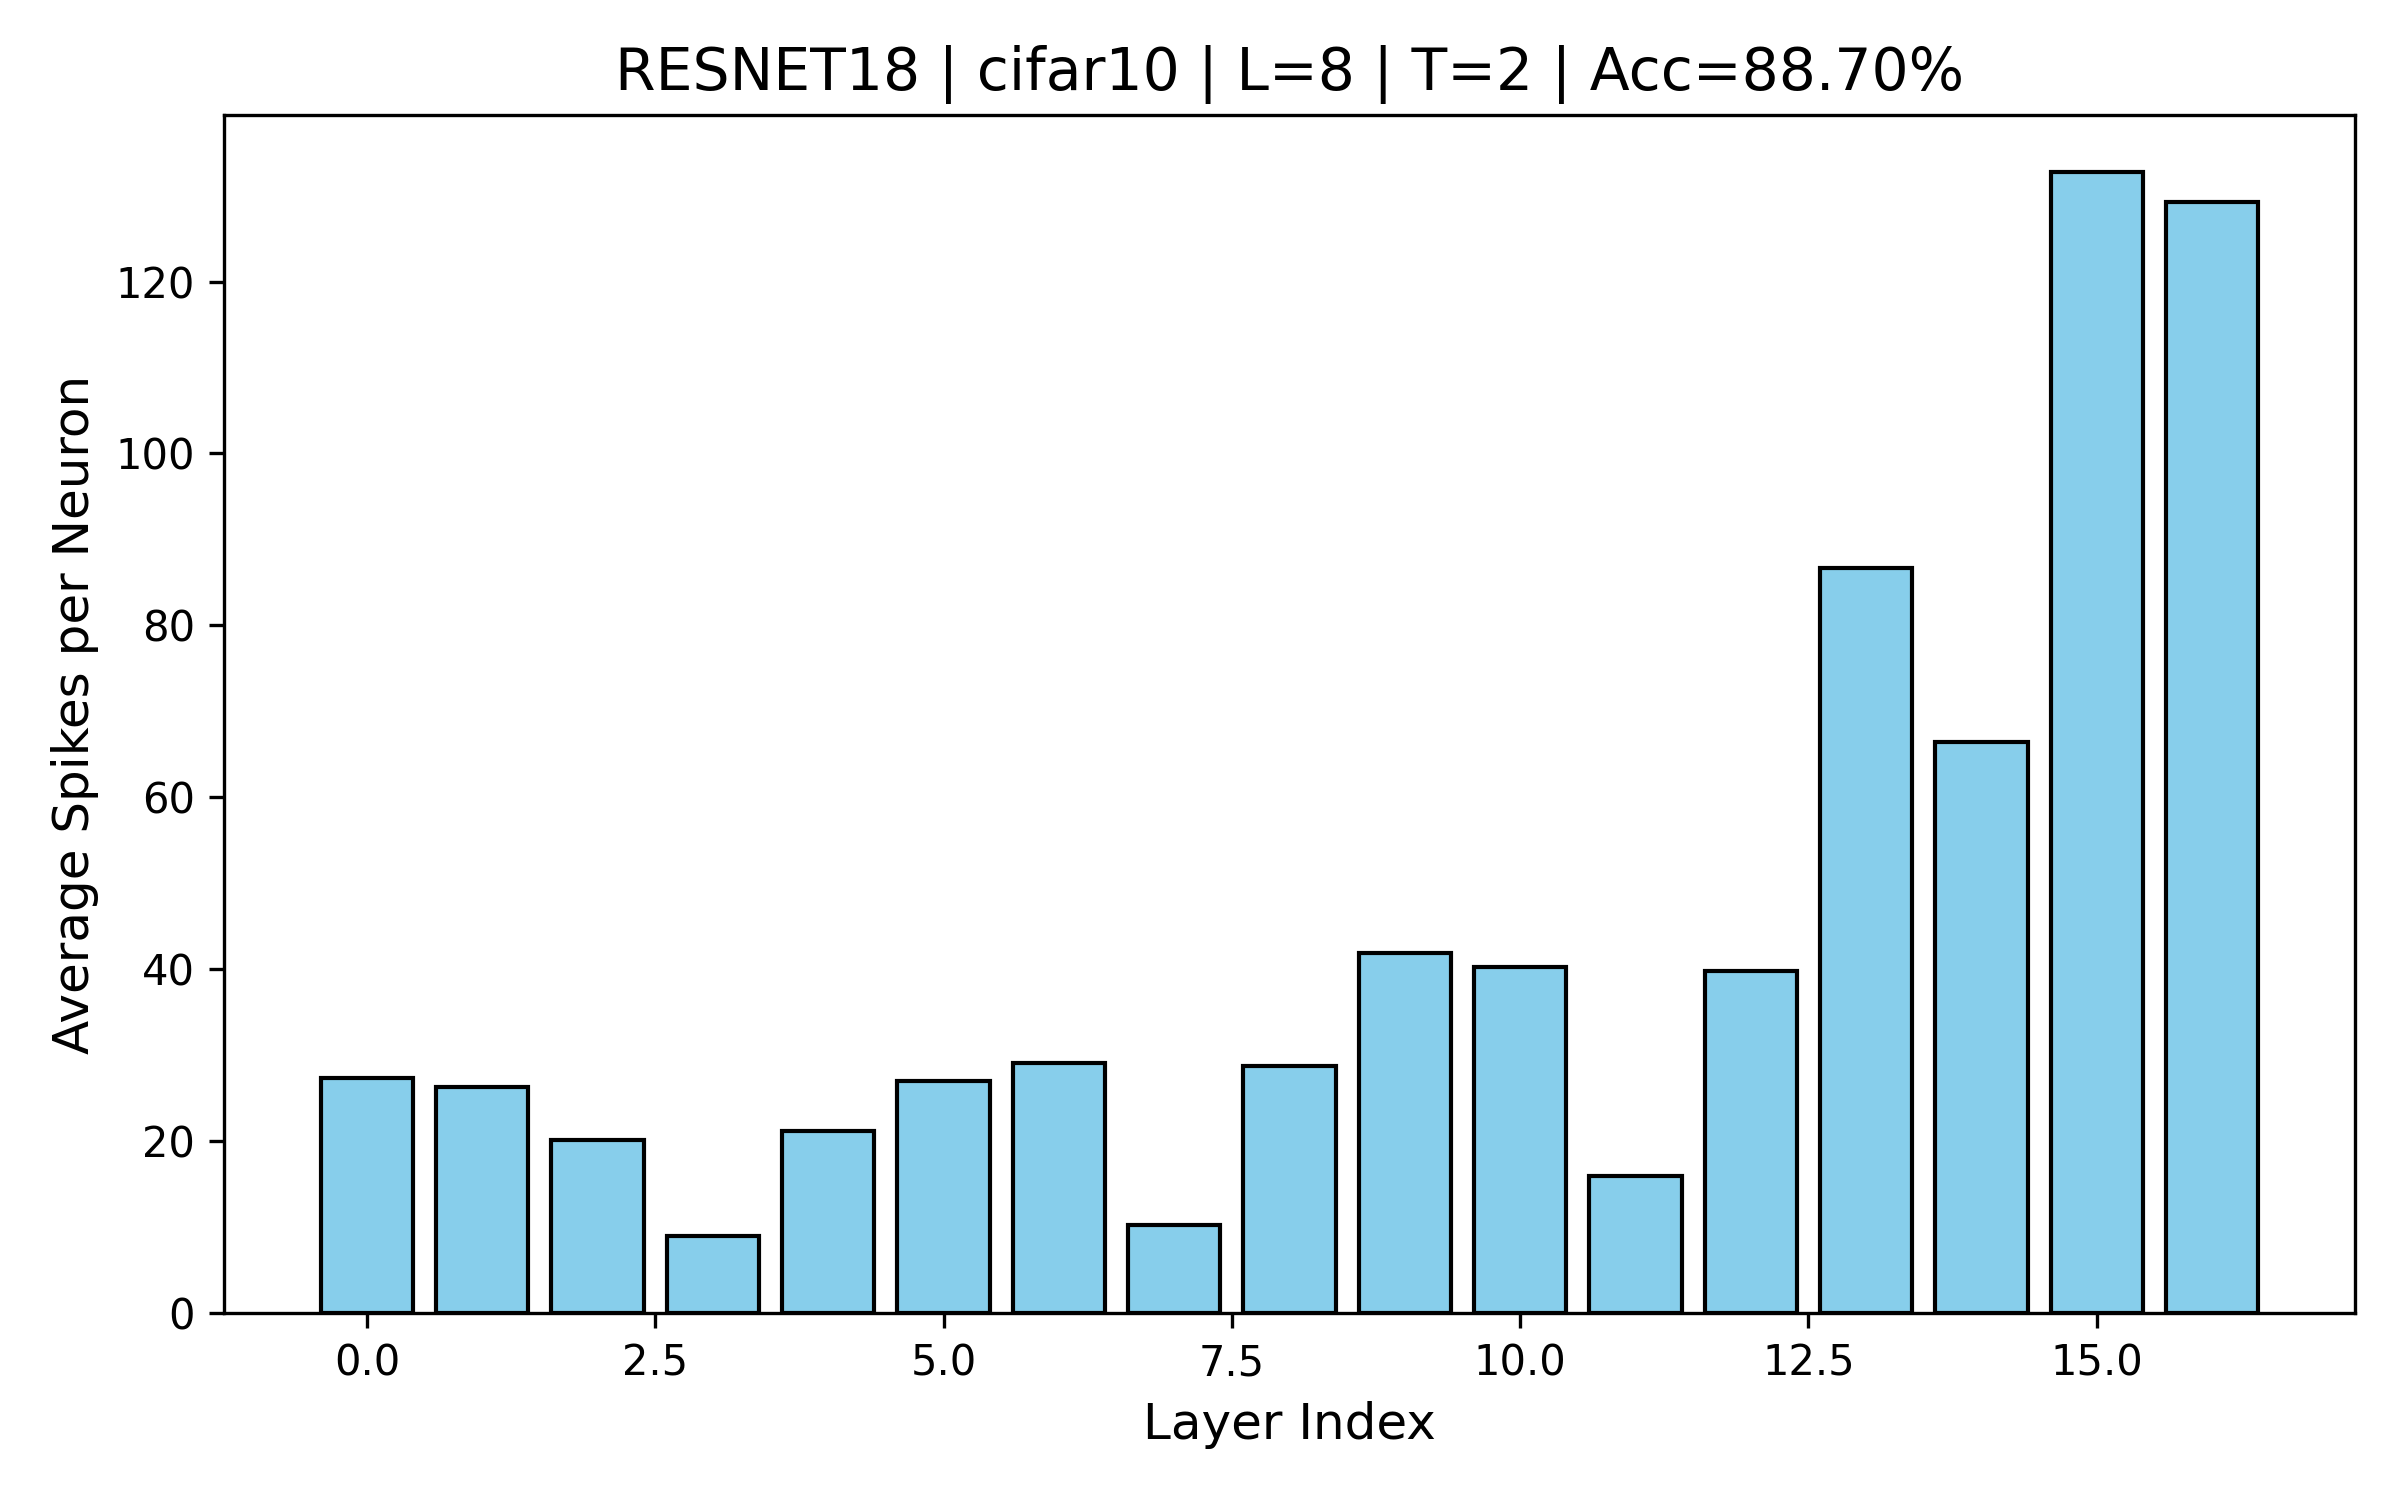 RESNET18 | cifar10 | L=8 | T=2 | Acc=88.70%
Average Spikes per Neuron
120
100
80
60
40
20
0
0.0 2.5 5.0 7.5 10.0 12.5 15.0
Layer Index